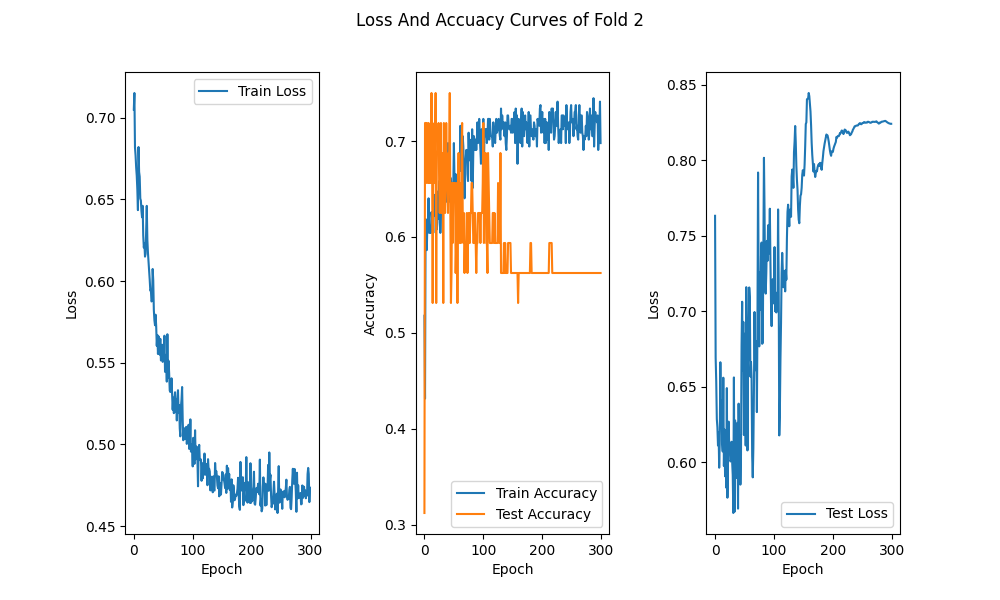 Loss And Accuacy Curves of Fold 2
Loss
0.70
0.65
0.60
0.55
0.50
0.45
0
100
200
300
Epoch
Train Loss
Accuracy
0.7
0.6
0.5
0.4
0.3
0
100
200
300
Epoch
Train Accuracy
Test Accuracy
Loss
0.85
0.80
0.75
0.70
0.65
0.60
0
100
200
300
Epoch
Test Loss